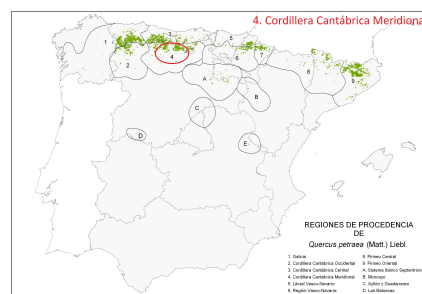 4. Cordillera Cantábrica Meridiona
1
3
5
2
4
6
7
8
9
A
B
C
D
E
REGIONES DE PROCEDENCIA
DE
Quercus petraea (Matt.) Liebl.
1. Galicia
2. Cordillera Cantábrica Occidental
3. Cordillera Cantábrica Central
4. Cordillera Cantábrica Meridional
5. Litoral Vasco-Navarro
6. Región Vasco-Navarra
8. Pirineo Central
9. Pirineo Oriental
A. Sistema Ibérico Septentrion
B. Moncayo
C. Ayllón y Guadarrama
D. Las Batuecas